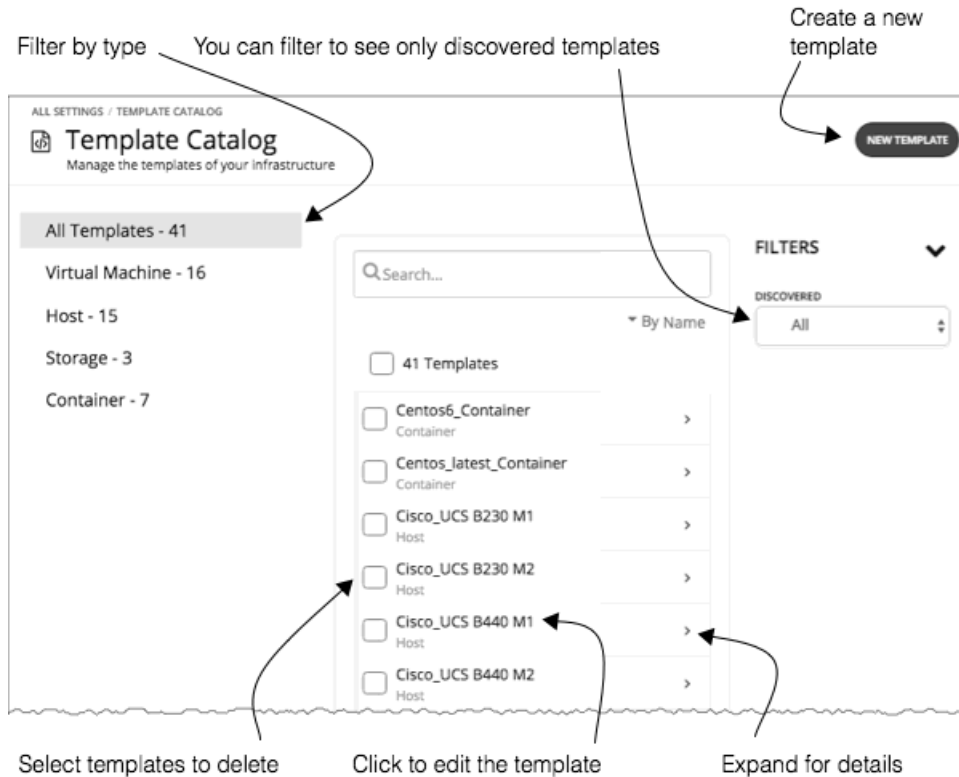 Create a new
template
Filter by type
You can filter to see only discovered templates
ALL SETTINGS / TEMPLATE CATALOG
Template Catalog
Manage the templates of your infrastructure
NEW TEMPLATE
All Templates - 41
Virtual Machine - 16
Host - 15
Storage - 3
Container - 7
Search...
By Name
41 Templates
Centos6_Container
Container
Centos_latest_Container
Container
Cisco_UCS B230 M1
Host
Cisco_UCS B230 M2
Host
Cisco_UCS B440 M1
Host
Cisco_UCS B440 M2
Host
FILTERS
DISCOVERED
All
Select templates to delete
Click to edit the template
Expand for details